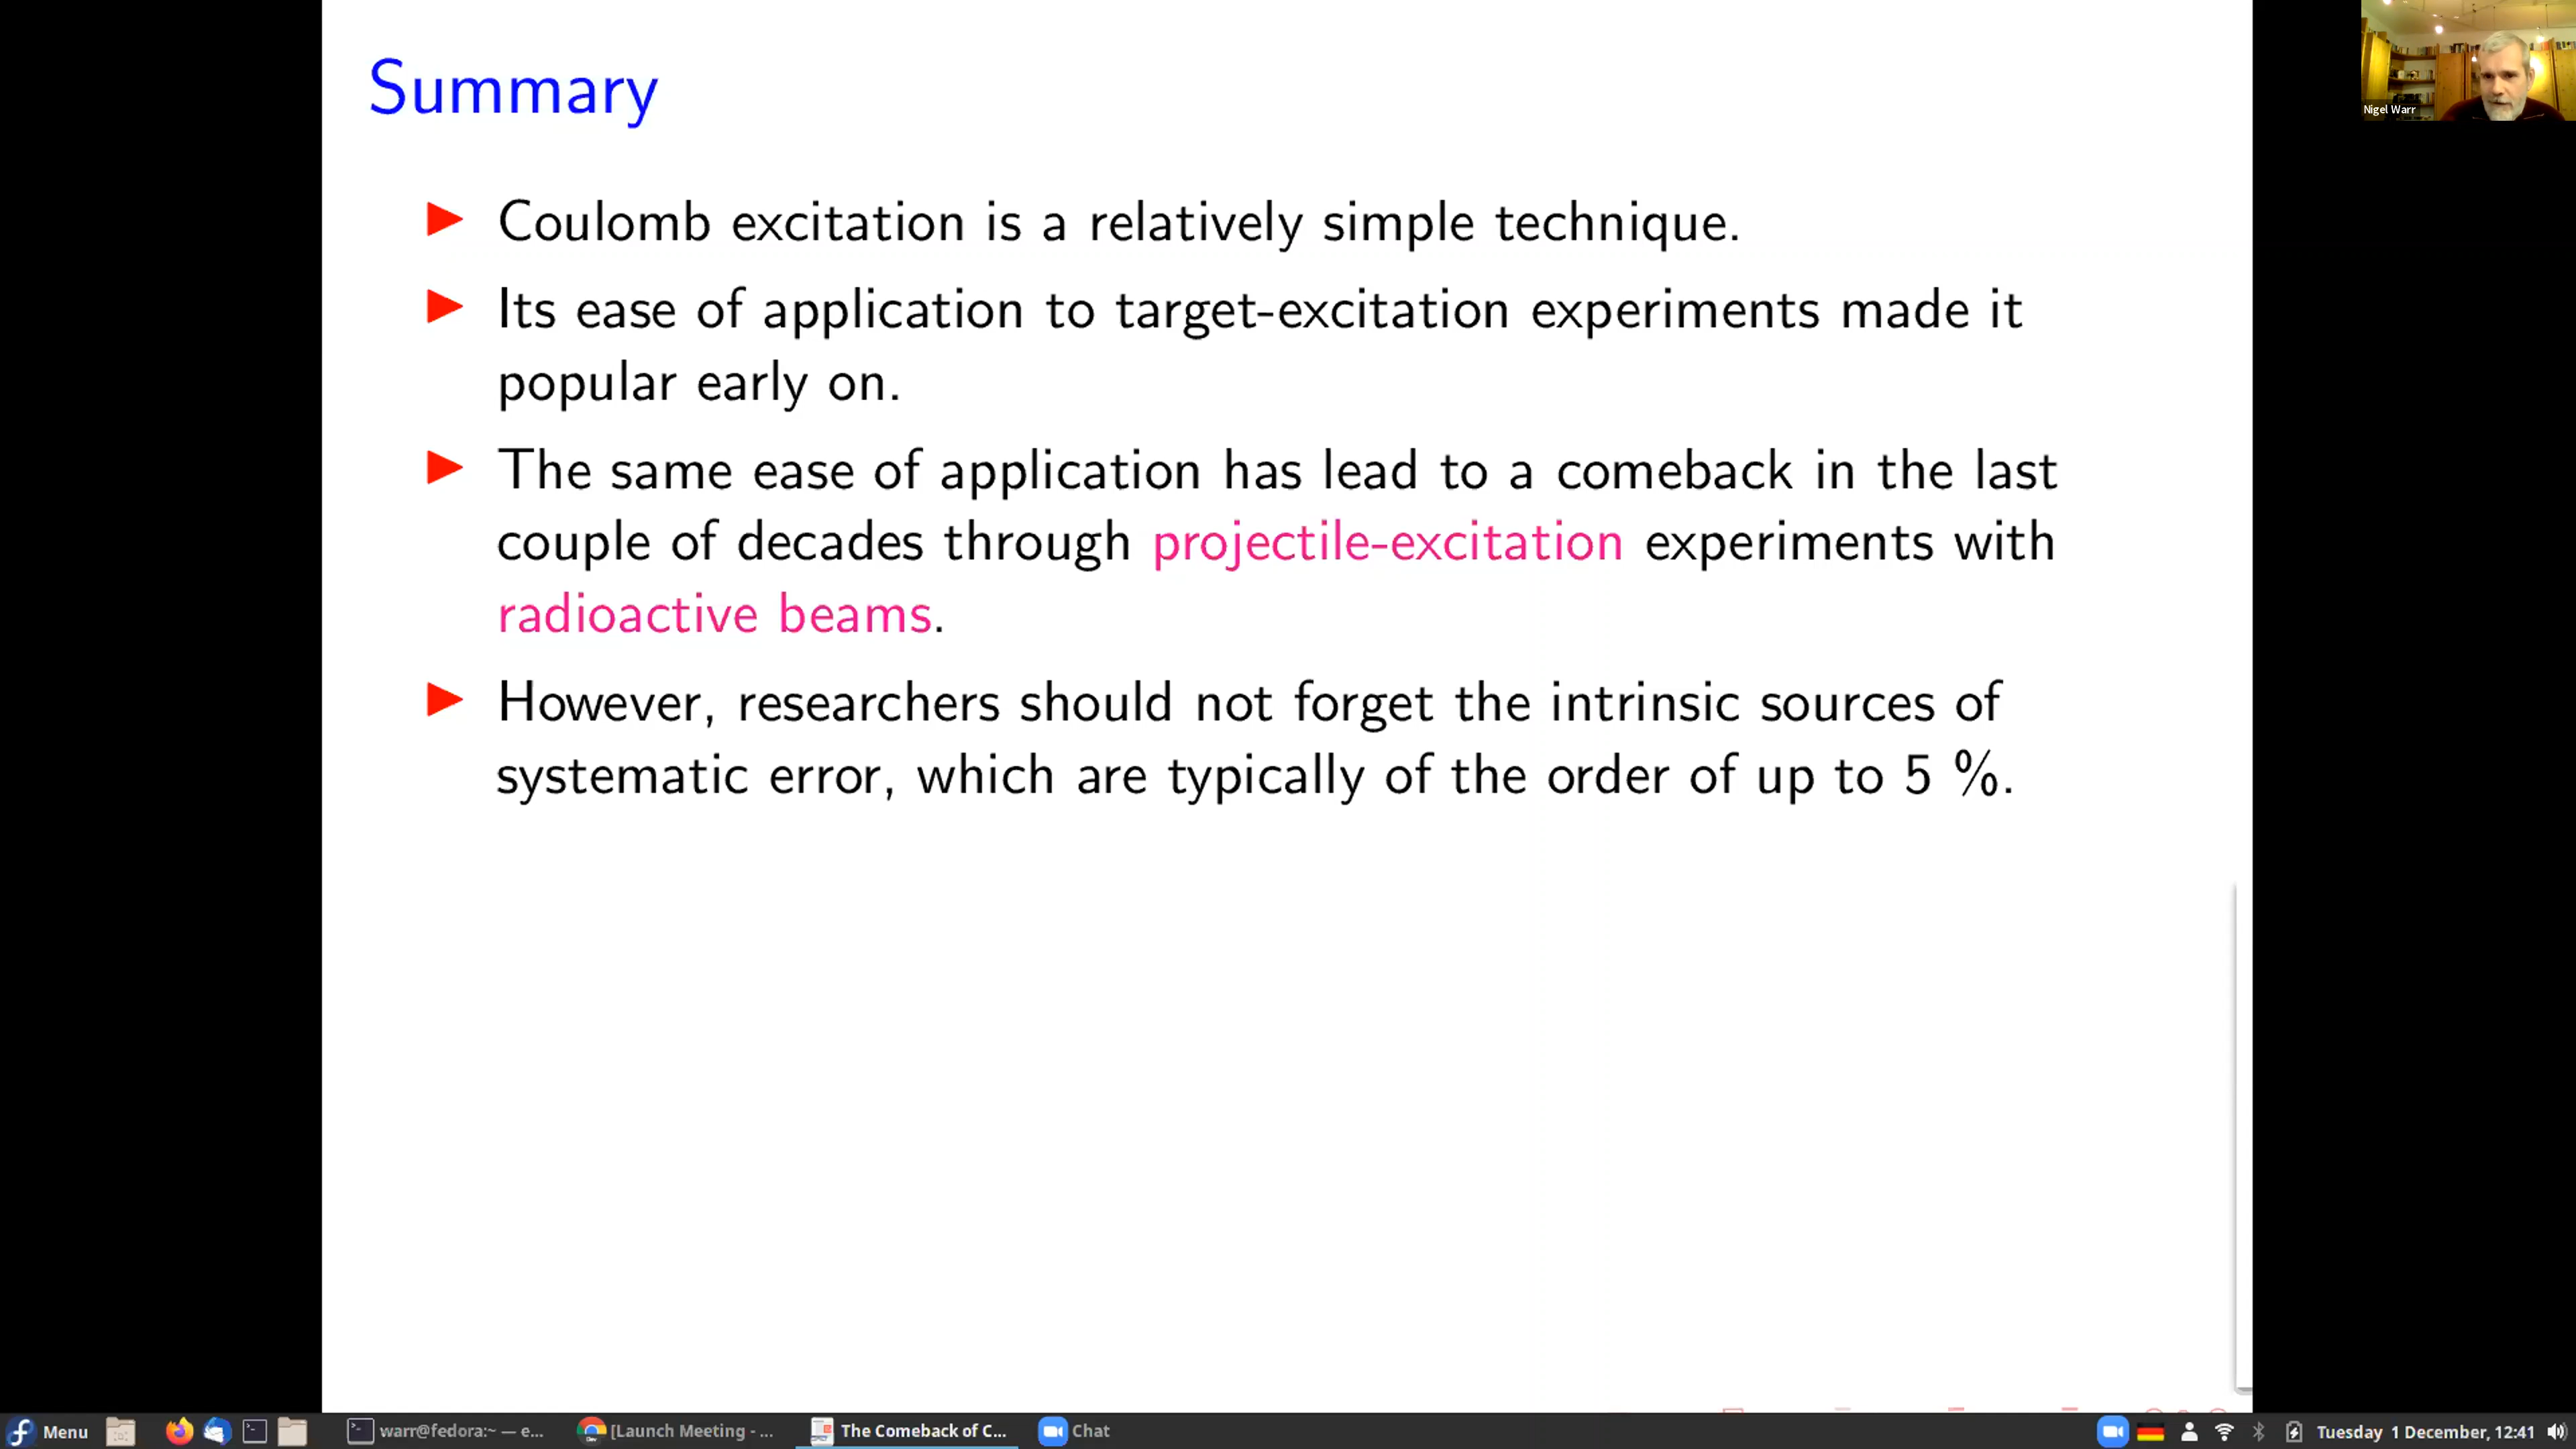 Summary
Nigel Warr
Coulomb excitation is a relatively simple technique.
Its ease of application to target-excitation experiments made it
popular early on.
The same ease of application has lead to a comeback in the last
couple of decades through projectile-excitation experiments with
radioactive beams.
However, researchers should not forget the intrinsic sources of
systematic error, which are typically of the order of up to 5 %.
Menu
warr@fedora:~ — e...
[Launch Meeting - ...
The Comeback of C...
Chat
Tuesday 1 December, 12:41